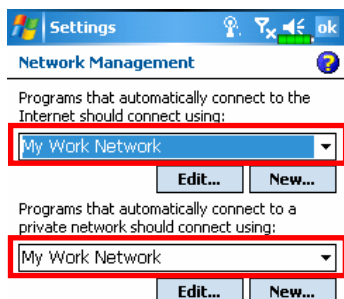 Settings
ok
Network Management
?
Programs that automatically connect to the
Internet should connect using:
My Work Network
Edit... New...
Programs that automatically connect to a
private network should connect using:
My Work Network
Edit... New...